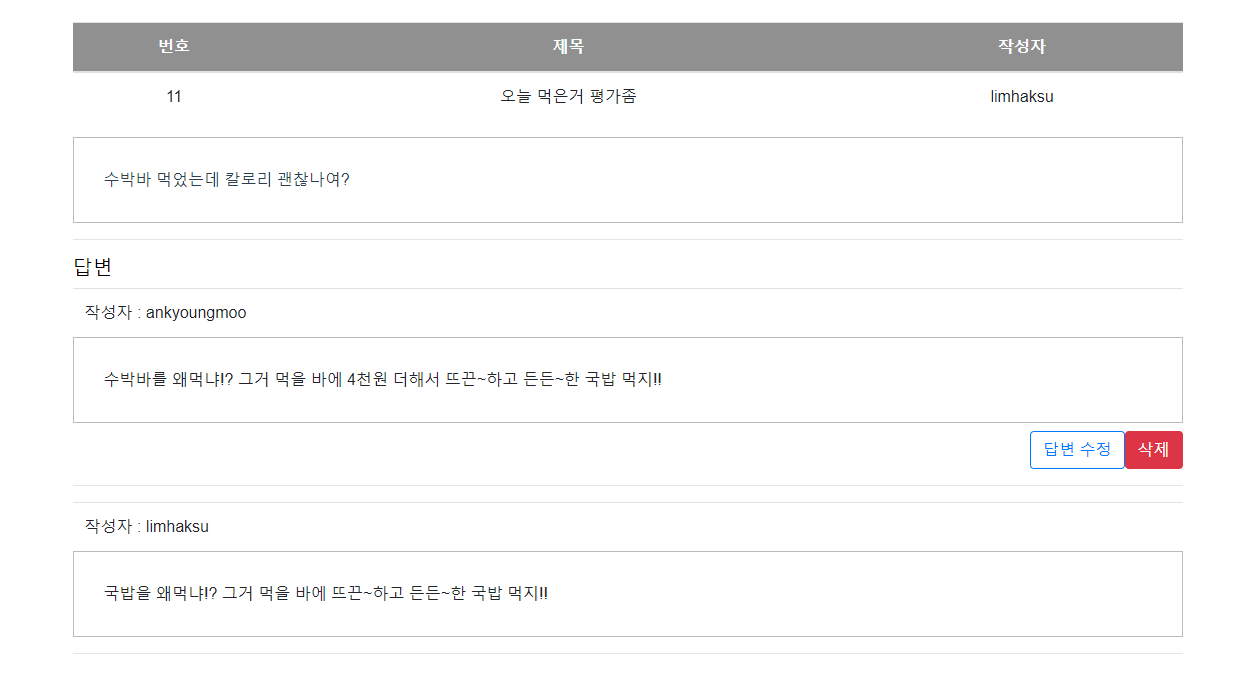 번호 제목 작성자
11 오늘 먹은거 평가좀 limhaksu
수박바 먹었는데 칼로리 괜찮나여?
답변
작성자 : ankyoungmoo
수박바를 왜먹냐!? 그거 먹을 바에 4천원 더해서 뜨끈~하고 든든~한 국밥 먹지!!
답변 수정 삭제
작성자 : limhaksu
국밥을 왜먹냐!? 그거 먹을 바에 뜨끈~하고 든든~한 국밥 먹지!!